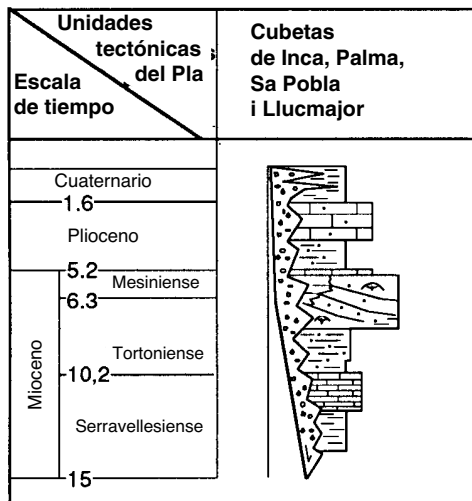 Unidades
tectónicas
del Pla
Escala
de tiempo
Cubetas
de Inca, Palma,
Sa Pobla
i Llucmajor
Cuaternario
1.6
Plioceno
5.2
Mioceno
Mesiniense
6.3
Tortoniense
10,2
Serravellesiense
15